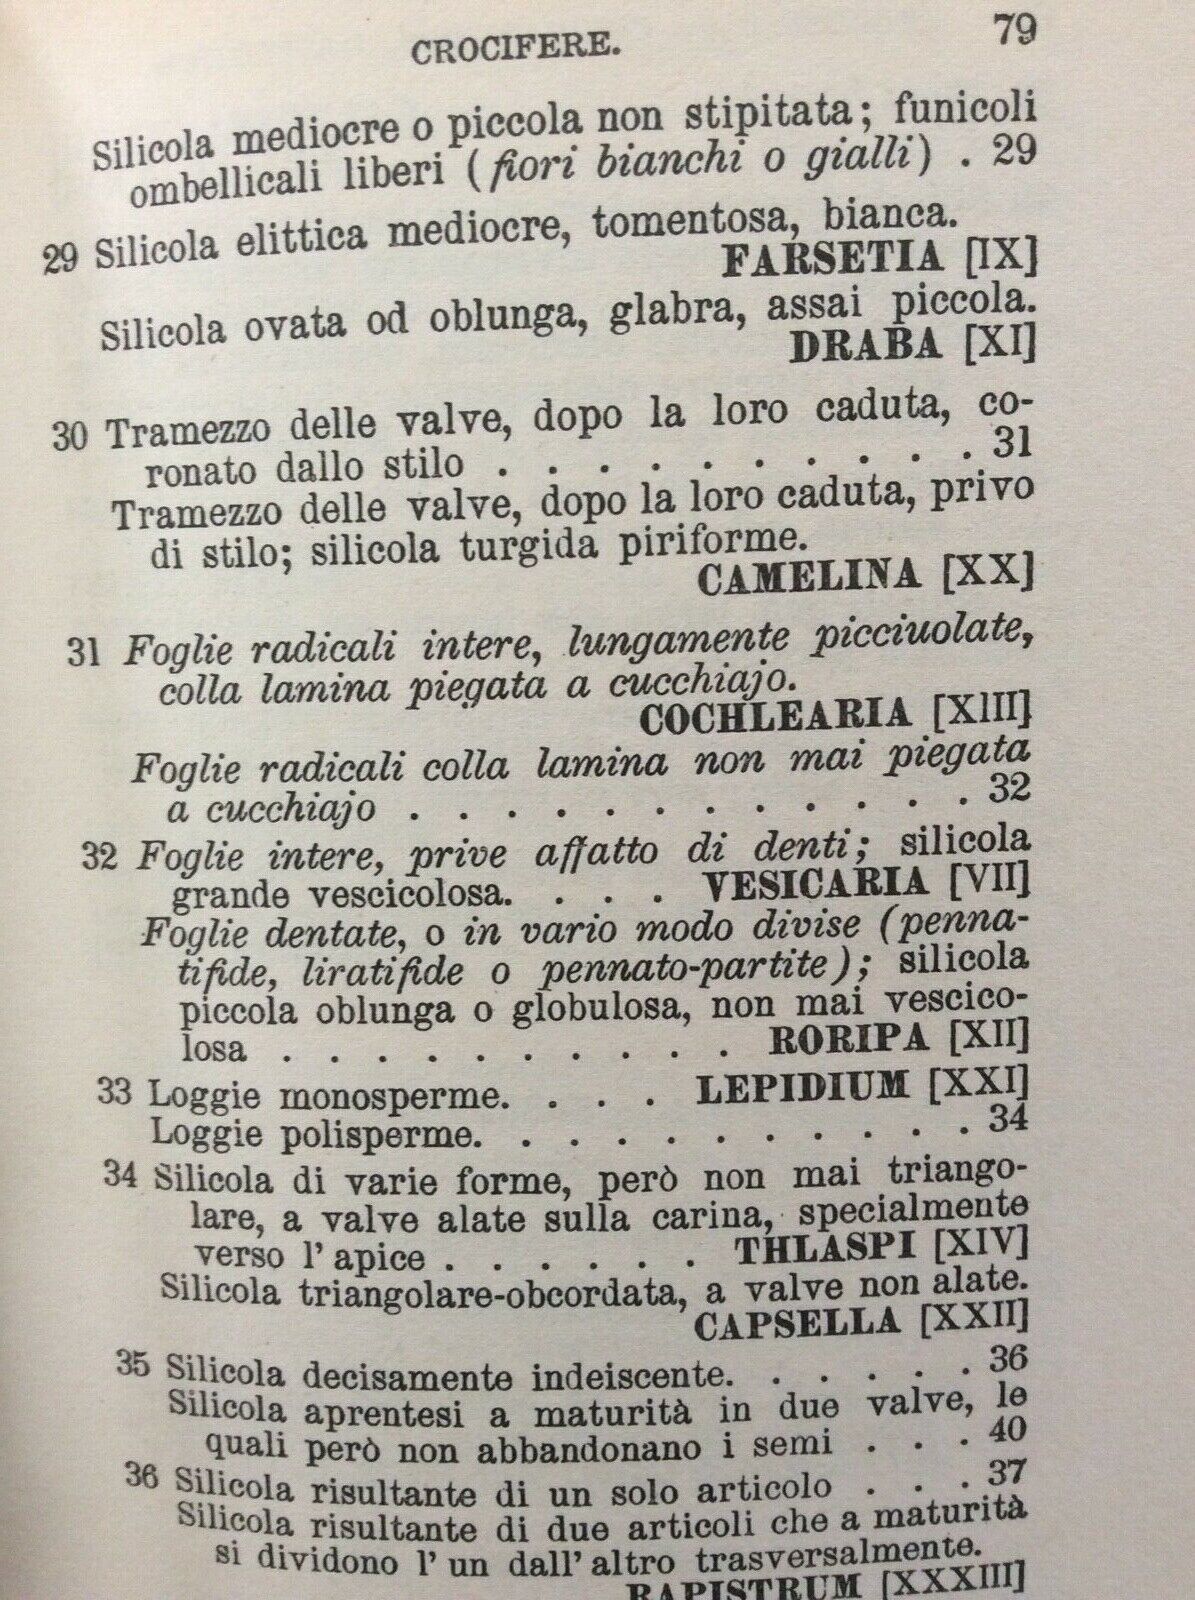 CROCIFERE. 79
Silicola mediocre o piccola non stipitata; funicoli
ombellicali liberi (fiori bianchi o gialli) . 29
29 Silicola elittica mediocre, tomentosa, bianca.
FARSETIA [IX]
Silicola ovata od oblunga, glabra, assai piccola.
DRABA [XI]
30 Tramezzo delle valve, dopo la loro caduta, co-
ronato dallo stilo . . . . . . . . . . . 31
Tramezzo delle valve, dopo la loro caduta, privo
di stilo; silicola turgida piriforme.
CAMELINA [XX]
31 Foglie radicali intere, lungamente picciuolate,
colla lamina piegata a cucchiajo.
COCHLEARIA [XIII]
Foglie radicali colla lamina non mai piegata
a cucchiajo . . . . . . . . . . . . . . 32
32 Foglie intere, prive affatto di denti; silicola
grande vescicolosa. . . . VESICARIA [VII]
Foglie dentate, o in vario modo divise (penna-
tifide, liratifide o pennato-partite); silicola
piccola oblunga o globulosa, non mai vescico-
losa . . . . . . . . . . RORIPA [XII]
33 Loggie monosperme. . . . LEPIDIUM [XXI]
Loggie polisperme. . . . . . . . . . . . 34
34 Silicola di varie forme, però non mai triango-
lare, a valve alate sulla carina, specialmente
verso l'apice . . . . . . THLASPI [XIV]
Silicola triangolare-obcordata, a valve non alate.
CAPSELLA [XXII]
35 Silicola decisamente indeiscente. . . . . . 36
Silicola aprentesi a maturità in due valve, le
quali però non abbandonano i semi . . . 40
36 Silicola risultante di un solo articolo . . . 37
Silicola risultante di due articoli che a maturità
si dividono l'un dall'altro trasversalmente.
RAPISTRUM [XXXIII]